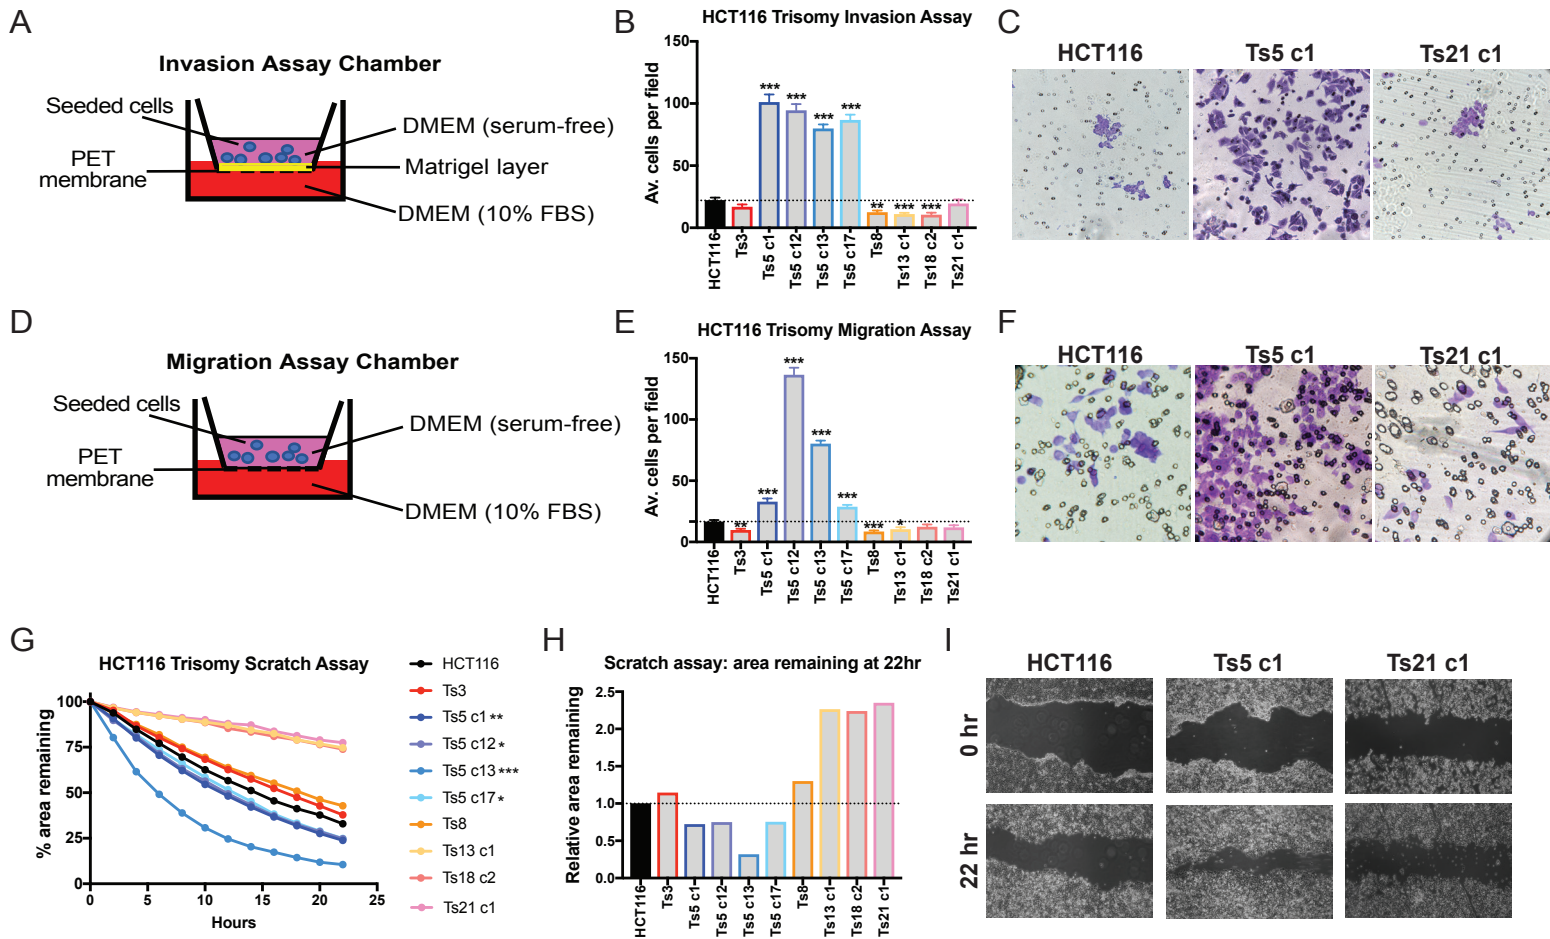 A
Invasion Assay Chamber
Seeded cells
DMEM (serum-free)
PET
membrane
Matrigel layer
DMEM (10% FBS)
B
HCT116 Trisomy Invasion Assay
Av. cells per field
150
100
50
0
***
***
***
***
**
***
***
HCT116
Ts3
Ts5 c1
Ts5 c12
Ts5 c13
Ts5 c17
Ts8
Ts13 c1
Ts18 c2
Ts21 c1
C
HCT116
Ts5 c1
Ts21 c1
D
Migration Assay Chamber
Seeded cells
DMEM (serum-free)
PET
membrane
DMEM (10% FBS)
E
HCT116 Trisomy Migration Assay
Av. cells per field
150
100
50
0
**
***
***
***
***
***
*
HCT116
Ts3
Ts5 c1
Ts5 c12
Ts5 c13
Ts5 c17
Ts8
Ts13 c1
Ts18 c2
Ts21 c1
F
HCT116
Ts5 c1
Ts21 c1
G
HCT116 Trisomy Scratch Assay
% area remaining
100
75
50
25
0
0
5
10
15
20
25
Hours
HCT116
Ts3
Ts5 c1 **
Ts5 c12 *
Ts5 c13 ***
Ts5 c17 *
Ts8
Ts13 c1
Ts18 c2
Ts21 c1
H
Scratch assay: area remaining at 22hr
Relative area remaining
2.5
2.0
1.5
1.0
0.5
0.0
HCT116
Ts3
Ts5 c1
Ts5 c12
Ts5 c13
Ts5 c17
Ts8
Ts13 c1
Ts18 c2
Ts21 c1
I
HCT116
Ts5 c1
Ts21 c1
0 hr
22 hr